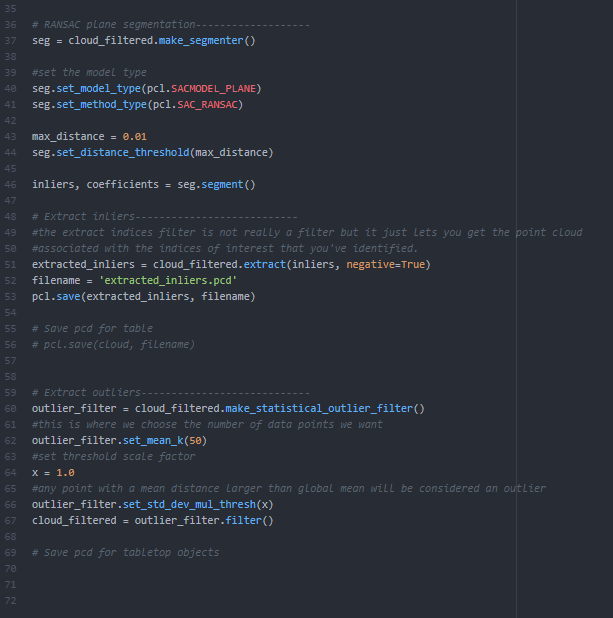 35
36 # RANSAC plane segmentation-------------------
37 seg = cloud_filtered.make_segmenter()
38
39 #set the model type
40 seg.set_model_type(pcl.SACMODEL_PLANE)
41 seg.set_method_type(pcl.SAC_RANSAC)
42
43 max_distance = 0.01
44 seg.set_distance_threshold(max_distance)
45
46 inliers, coefficients = seg.segment()
47
48 # Extract inliers---------------------------
49 #the extract indices filter is not really a filter but it just lets you get the point cloud
50 #associated with the indices of interest that you've identified.
51 extracted_inliers = cloud_filtered.extract(inliers, negative=True)
52 filename = 'extracted_inliers.pcd'
53 pcl.save(extracted_inliers, filename)
54
55 # Save pcd for table
56 # pcl.save(cloud, filename)
57
58
59 # Extract outliers----------------------------
60 outlier_filter = cloud_filtered.make_statistical_outlier_filter()
61 #this is where we choose the number of data points we want
62 outlier_filter.set_mean_k(50)
63 #set threshold scale factor
64 x = 1.0
65 #any point with a mean distance larger than global mean will be considered an outlier
66 outlier_filter.set_std_dev_mul_thresh(x)
67 cloud_filtered = outlier_filter.filter()
68
69 # Save pcd for tabletop objects
70
71
72